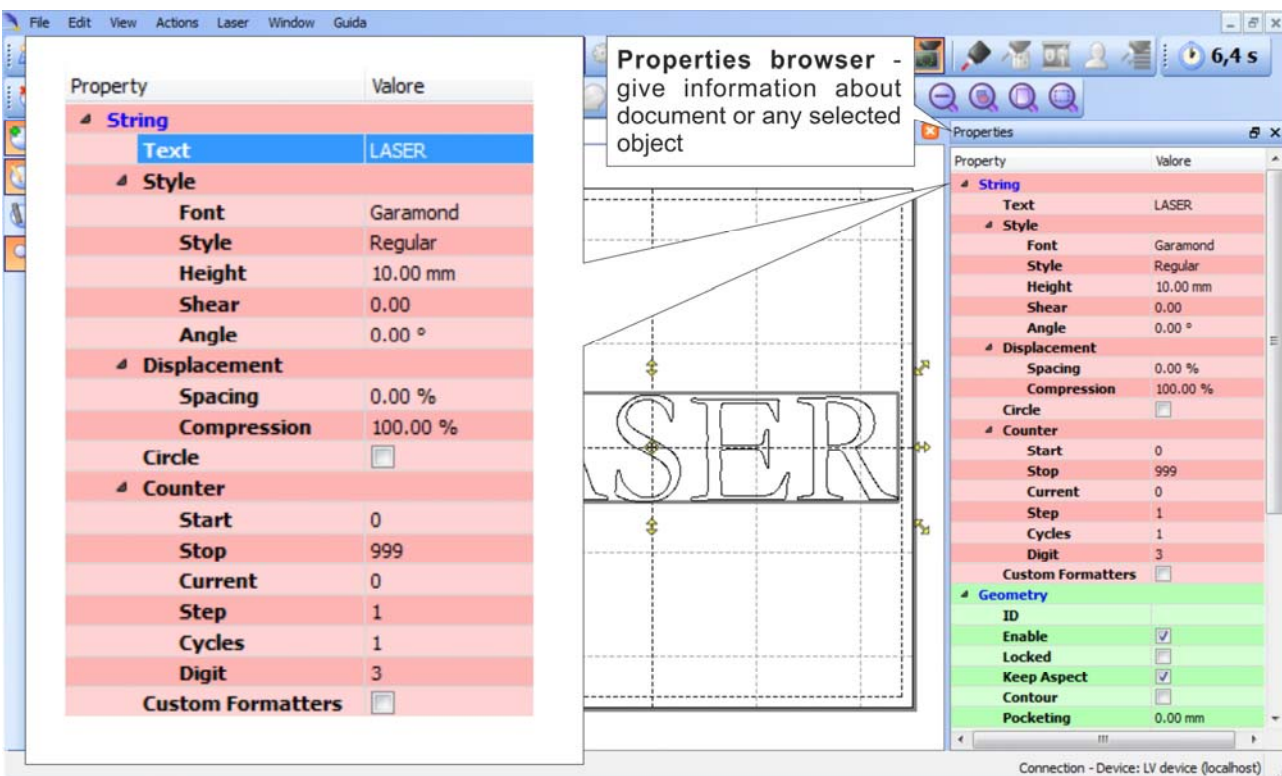 File Edit View Actions Laser Window Guida
6,4 s
Properties browser -
give information about
document or any selected
object
Property Valore
String
Text LASER
Style
Font Garamond
Style Regular
Height 10.00 mm
Shear 0.00
Angle 0.00 °
Displacement
Spacing 0.00 %
Compression 100.00 %
Circle
Counter
Start 0
Stop 999
Current 0
Step 1
Cycles 1
Digit 3
Custom Formatters
ASER
Properties
Property Valore
String
Text LASER
Style
Font Garamond
Style Regular
Height 10.00 mm
Shear 0.00
Angle 0.00 °
Displacement
Spacing 0.00 %
Compression 100.00 %
Circle
Counter
Start 0
Stop 999
Current 0
Step 1
Cycles 1
Digit 3
Custom Formatters
Geometry
ID
Enable
Locked
Keep Aspect
Contour
Pocketing 0.00 mm
Connection - Device: LV device (localhost)